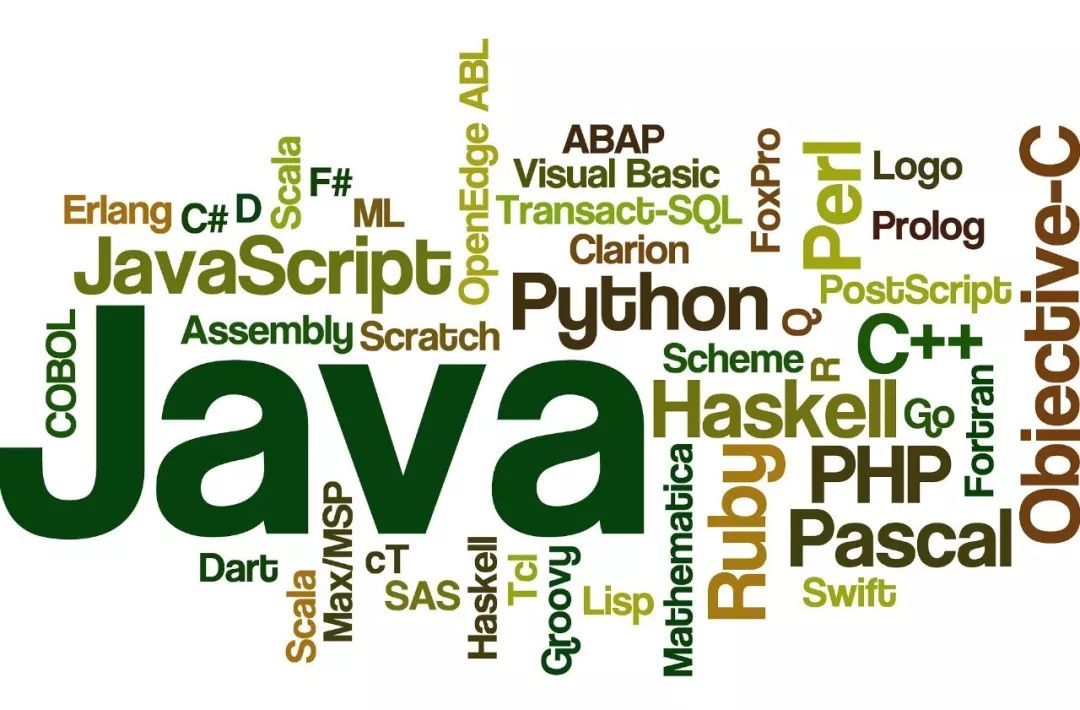 OpenEdge ABL
ABAP
Visual Basic
FoxPro
Perl
Logo
Objective-C
Scala
F#
Erlang
C#
D
ML
Transact-SQL
Prolog
JavaScript
Clarion
PostScript
Python
Q
COBOL
Assembly
Scratch
C++
Scheme
R
Java
Haskell
Go
Fortran
Mathematica
Ruby
PHP
Pascal
Dart
Scala
Max/MSP
cT
SAS
Haskell
Tcl
Groovy
Lisp
Swift